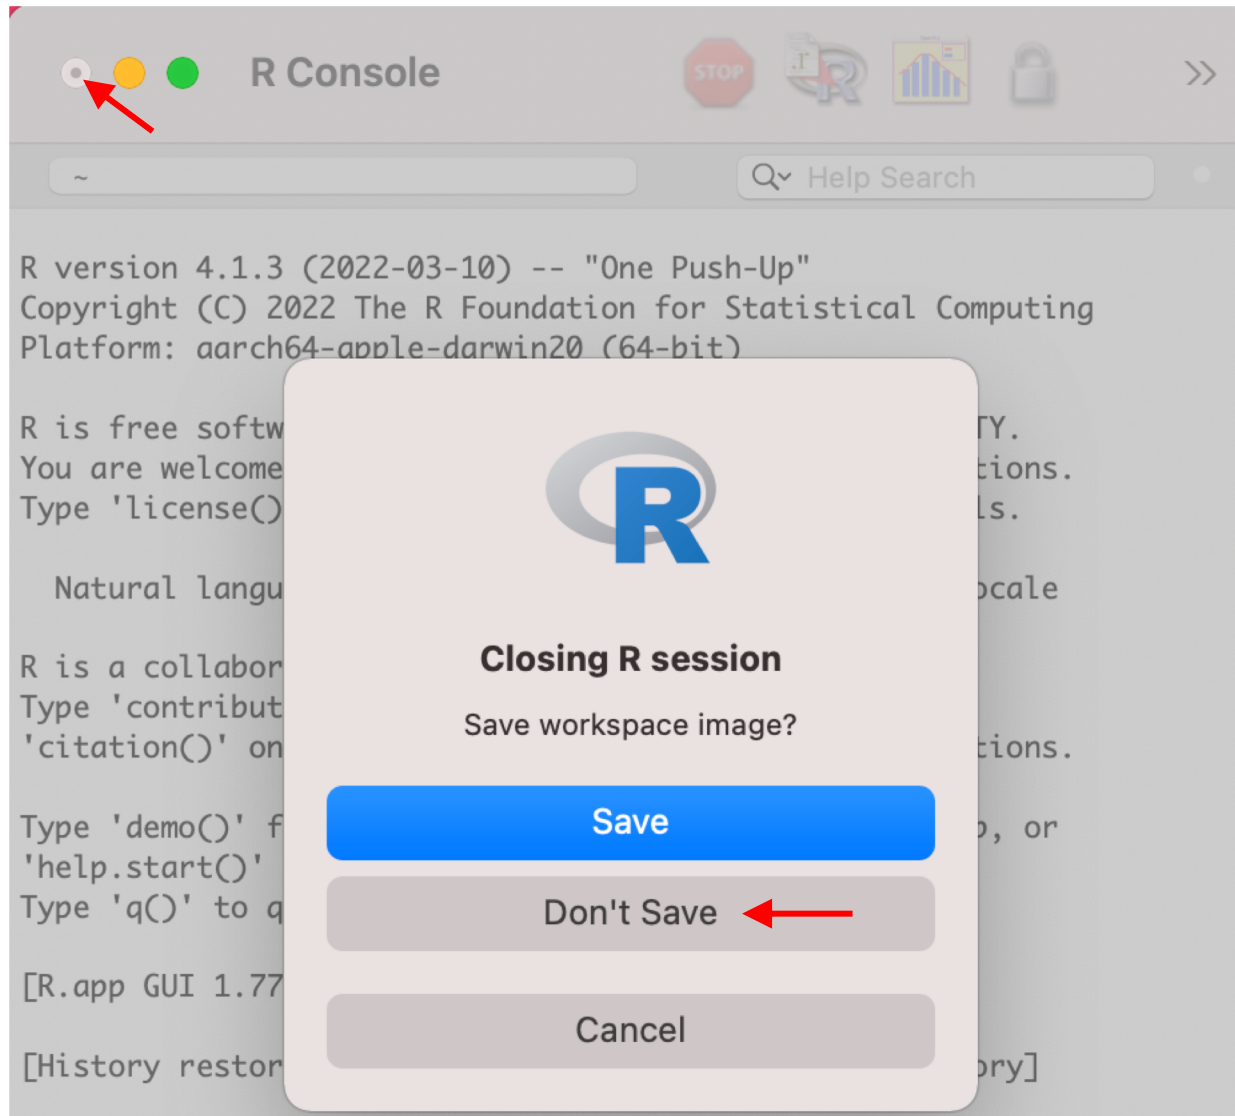 R Console
STOP
R
~
Help Search
R version 4.1.3 (2022-03-10) -- "One Push-Up"
Copyright (C) 2022 The R Foundation for Statistical Computing
Platform: aarch64-apple-darwin20 (64-bit)
R is free softw TY.
You are welcome tions.
Type 'license() ls.
Natural langu ocale
R is a collabor
Type 'contribut
'citation()' on tions.
Type 'demo()' f , or
'help.start()'
Type 'q()' to q
[R.app GUI 1.77
[History restor ory]
R
Closing R session
Save workspace image?
Save
Don't Save
Cancel